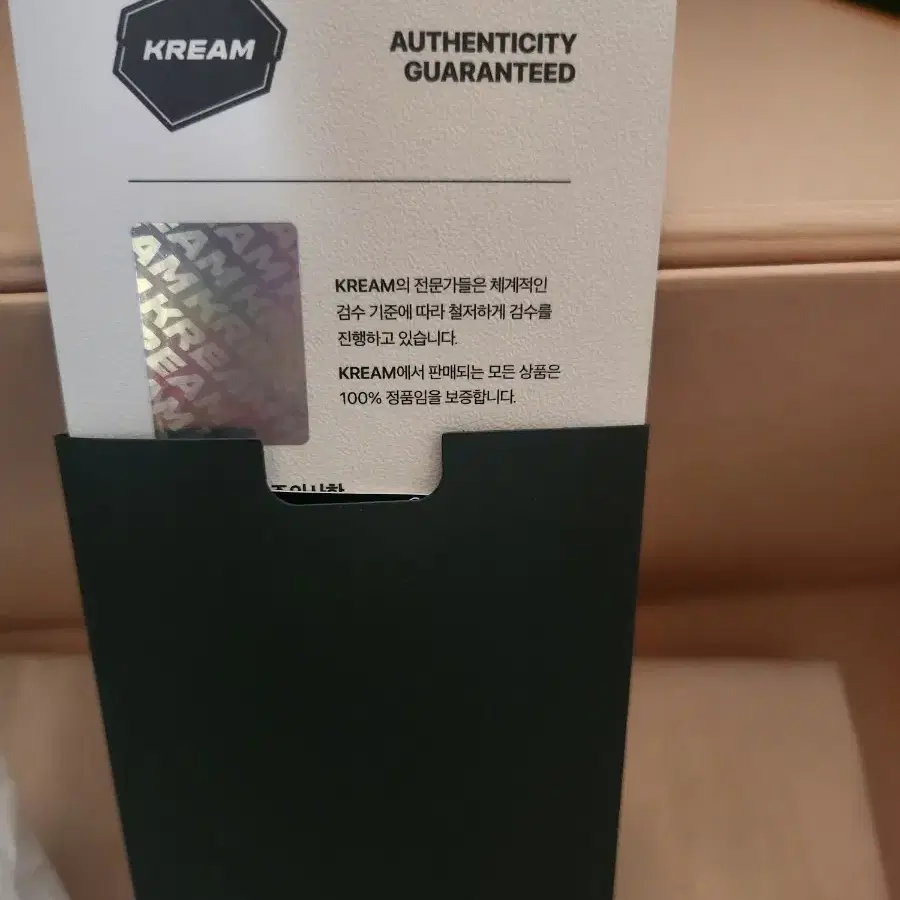 KREAM
AUTHENTICITY
GUARANTEED
KREAM의 전문가들은 체계적인
검수 기준에 따라 철저하게 검수를
진행하고 있습니다.
KREAM에서 판매되는 모든 상품은
100% 정품임을 보증합니다.